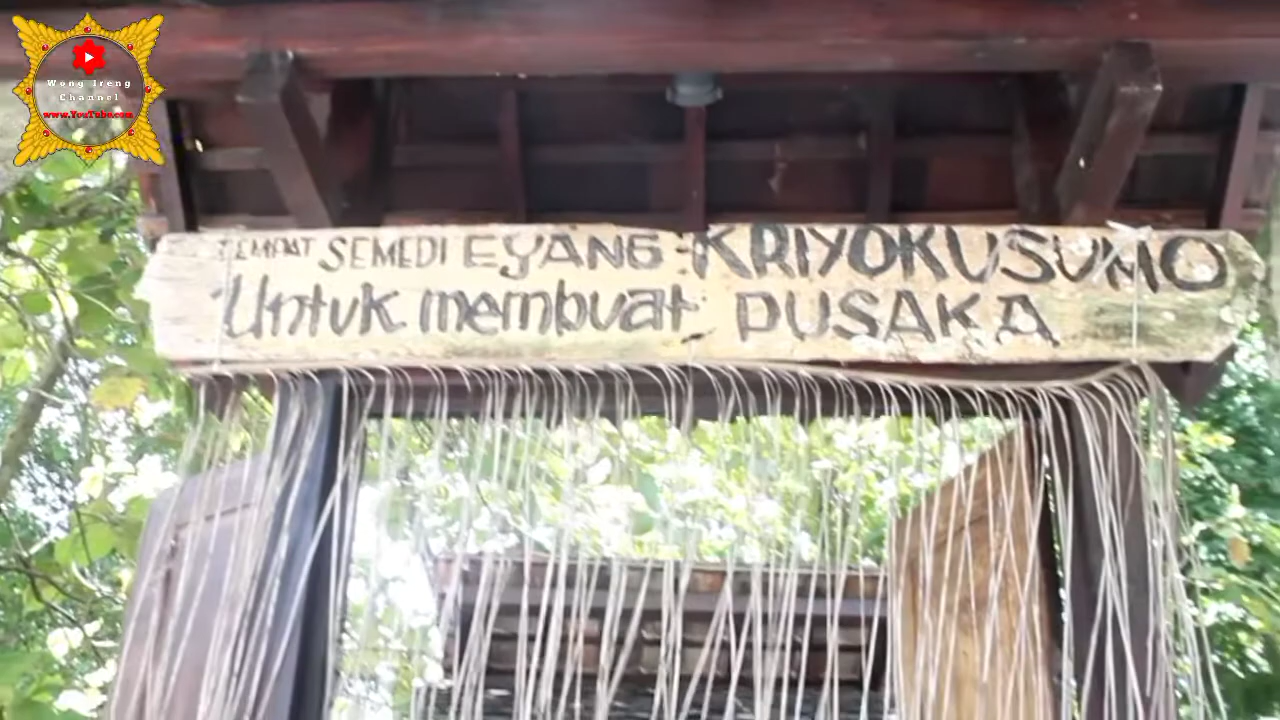 Wong Ireng
Channel
www.YouTube.com
TEMPAT SEMEDI EYANG KRIYOKUSUMO
Untuk membuat PUSAKA